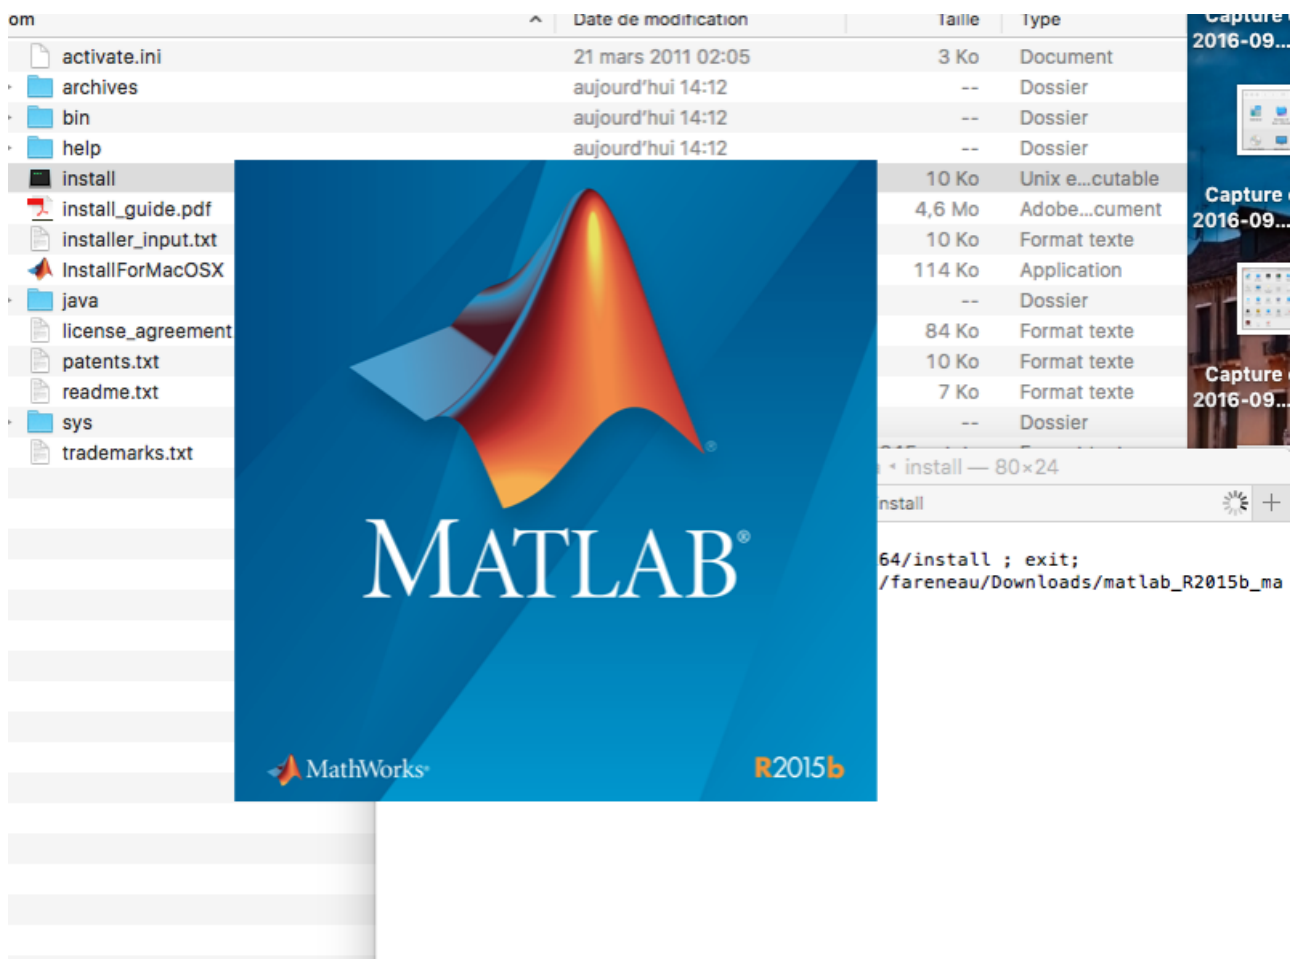 om Date de modification Taille Type
activate.ini 21 mars 2011 02:05 3 Ko Document
archives aujourd'hui 14:12 -- Dossier
bin aujourd'hui 14:12 -- Dossier
help aujourd'hui 14:12 -- Dossier
install 10 Ko Unix e...cutable
install_guide.pdf 4,6 Mo Adobe...cument
installer_input.txt 10 Ko Format texte
InstallForMacOSX 114 Ko Application
java -- Dossier
license_agreement 84 Ko Format texte
patents.txt 10 Ko Format texte
readme.txt 7 Ko Format texte
sys -- Dossier
trademarks.txt
Capture
2016-09...
Capture
2016-09...
Capture
2016-09...
MATLAB®
MathWorks®
R2015b
install — 80×24
nstall
64/install ; exit;
/fareneau/Downloads/matlab_R2015b_ma